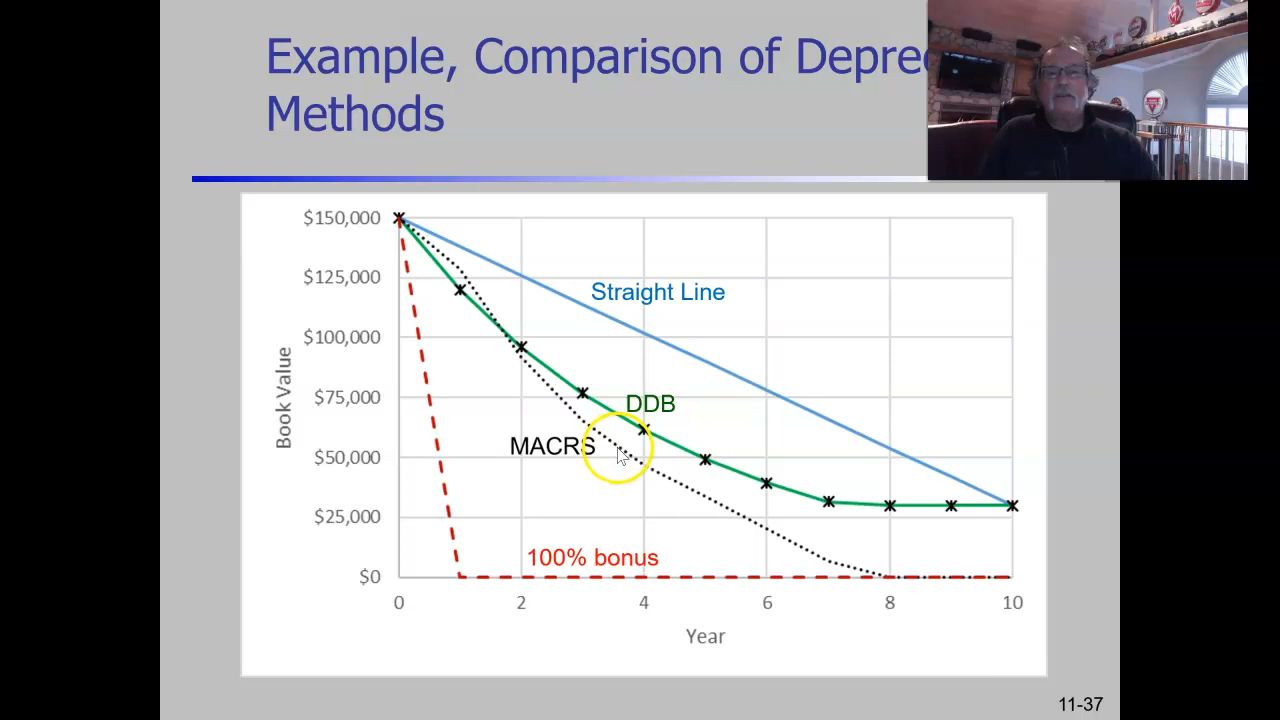 Example, Comparison of
Methods
$150,000
$125,000
Straight Line
$100,000
Book Value
$75,000
DDB
MACRS
$50,000
$25,000
100% bonus
$0
0 2 4 6 8 10
Year
11-37